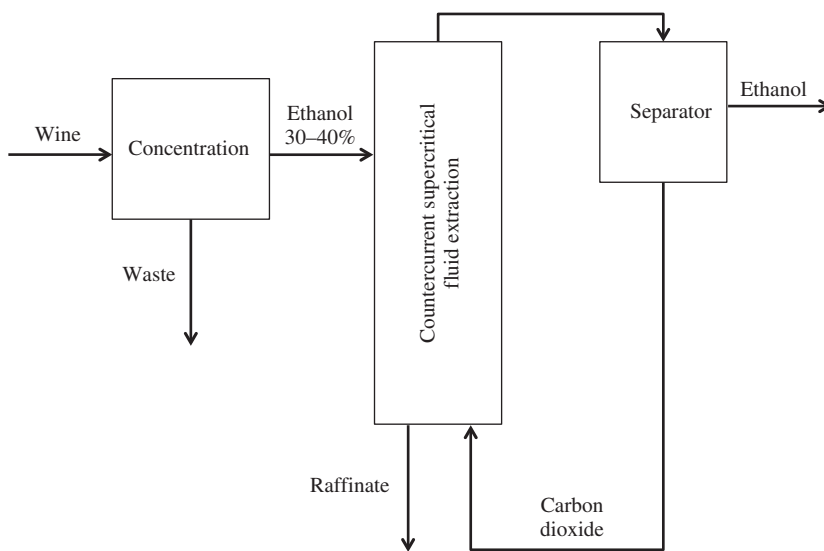 Wine
Concentration
Waste
Ethanol
30–40%
Countercurrent supercritical
fluid extraction
Raffinate
Separator
Ethanol
Carbon
dioxide